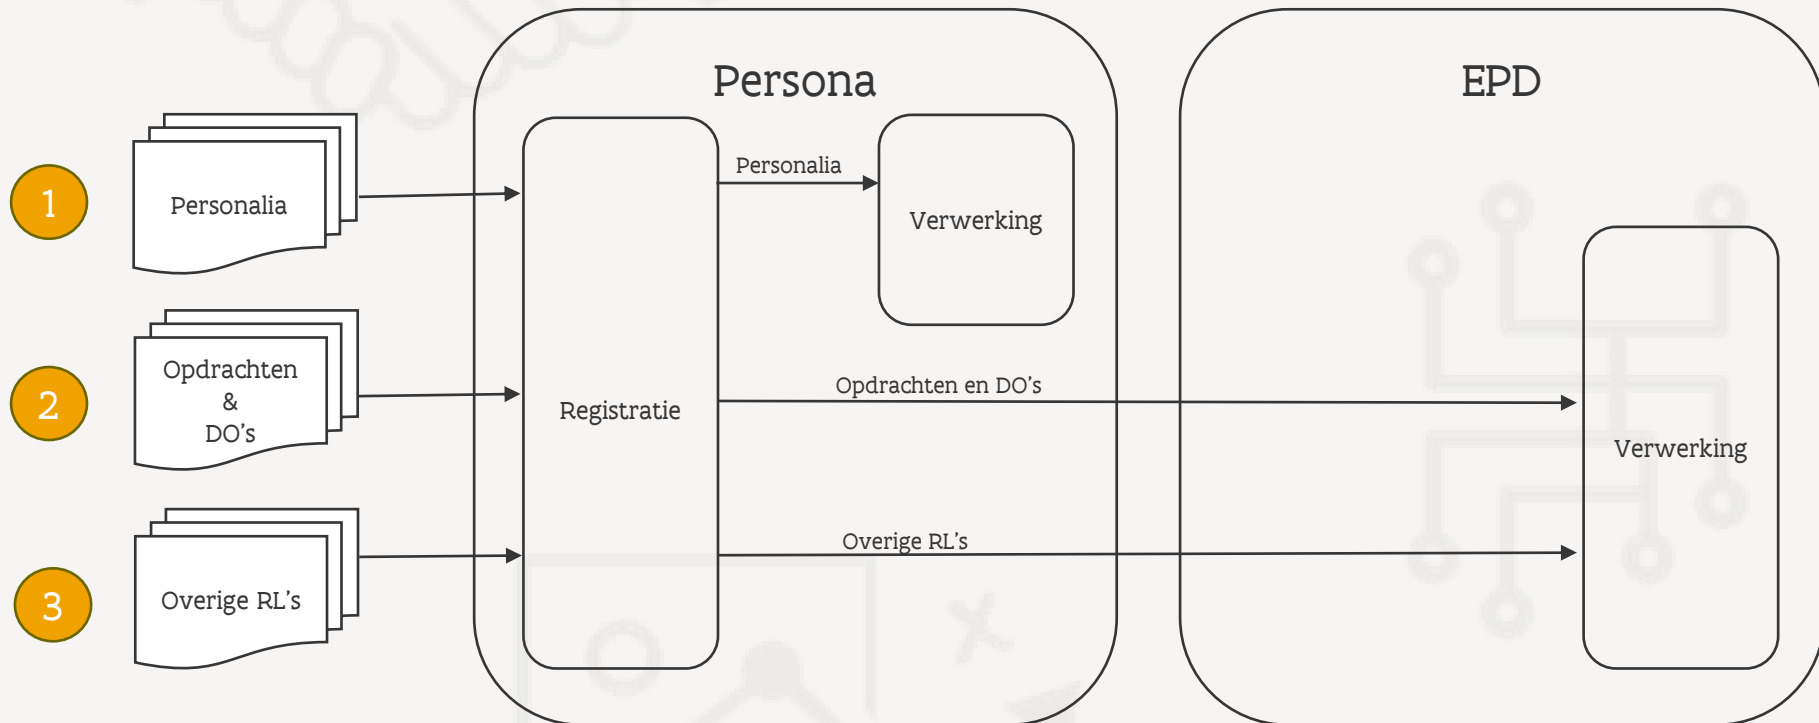 Persona
EPD
1
Personalia
Personalia
Verwerking
2
Opdrachten
&
DO's
Registratie
Opdrachten en DO's
Verwerking
3
Overige RL's
Overige RL's